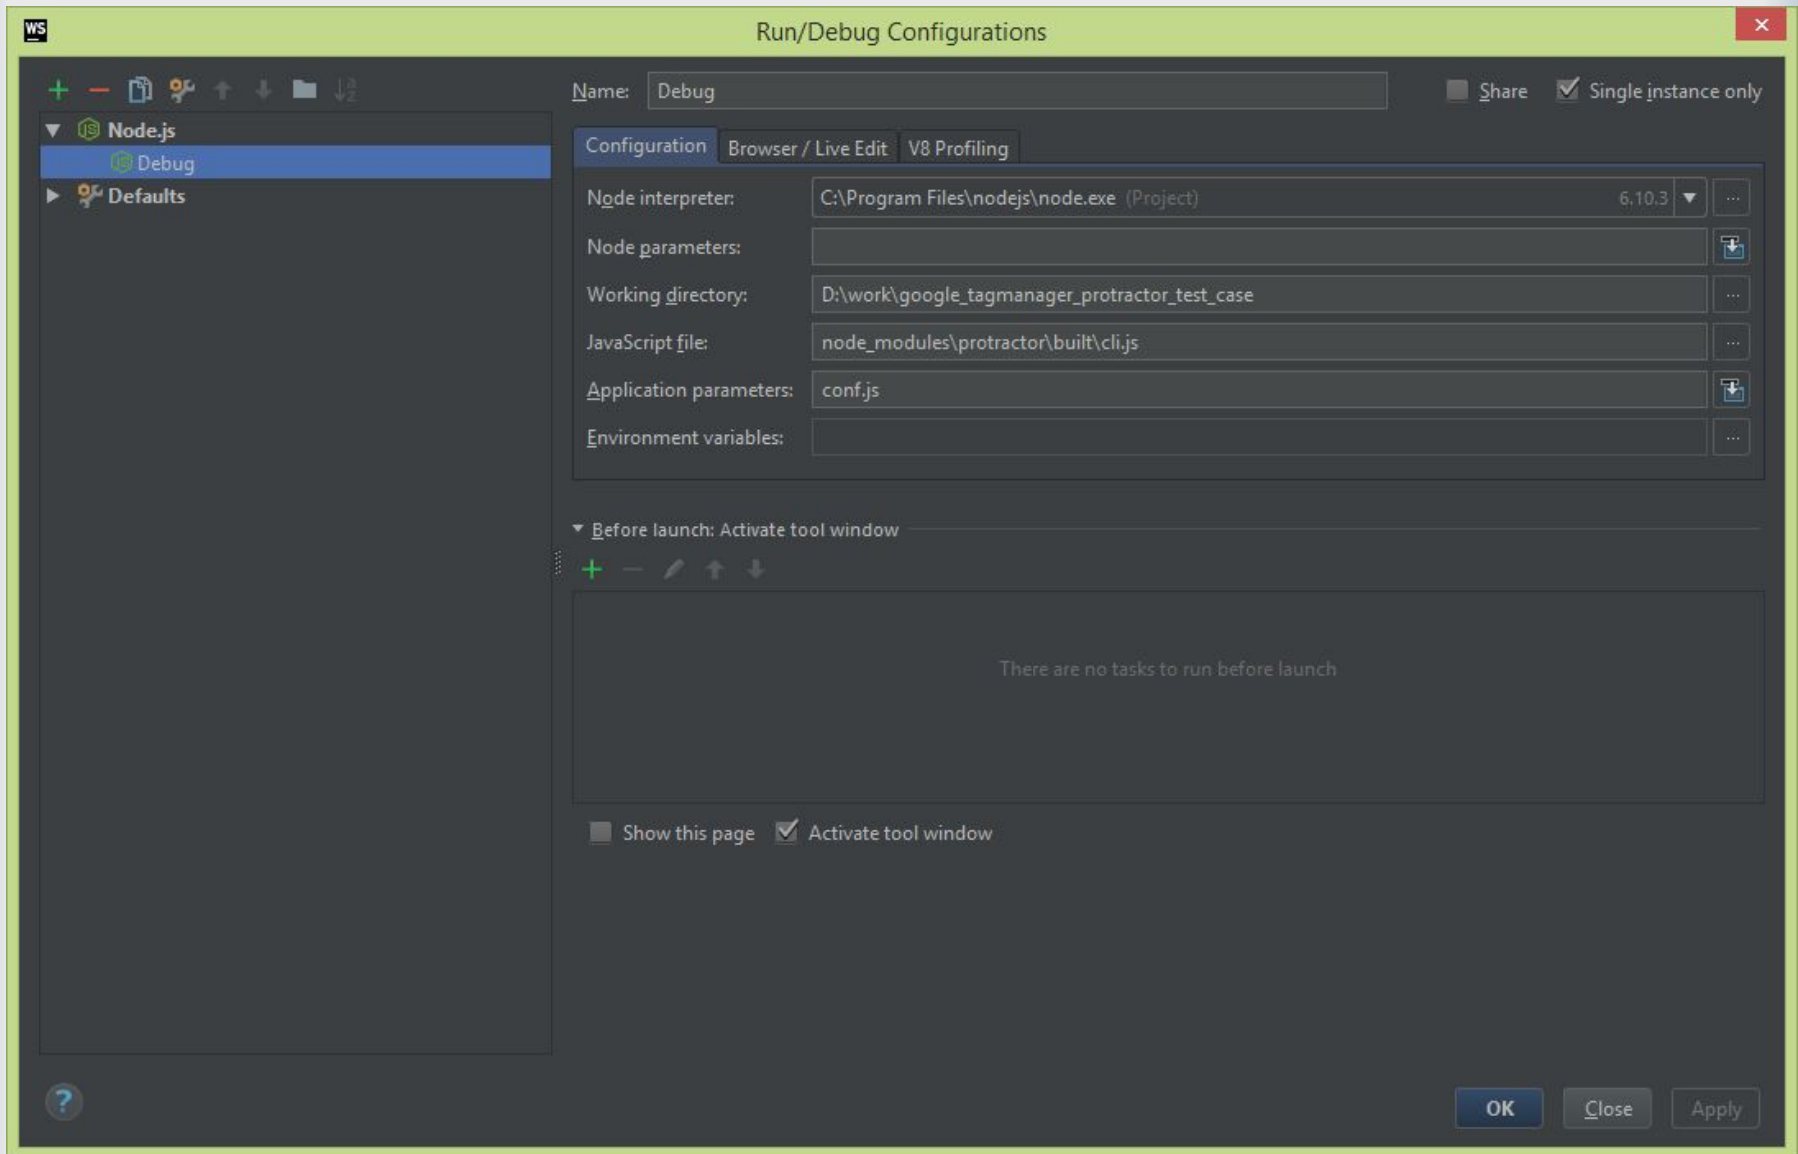 WS
Run/Debug Configurations
Name: Debug
Share
Single instance only
Node.js
Debug
Defaults
Configuration
Browser / Live Edit
V8 Profiling
Node interpreter: C:\Program Files\nodejs\node.exe (Project) 6.10.3
Node parameters:
Working directory: D:\work\google_tagmanager_protractor_test_case
JavaScript file: node_modules\protractor\built\cli.js
Application parameters: conf.js
Environment variables:
Before launch: Activate tool window
There are no tasks to run before launch
Show this page
Activate tool window
?
OK
Close
Apply